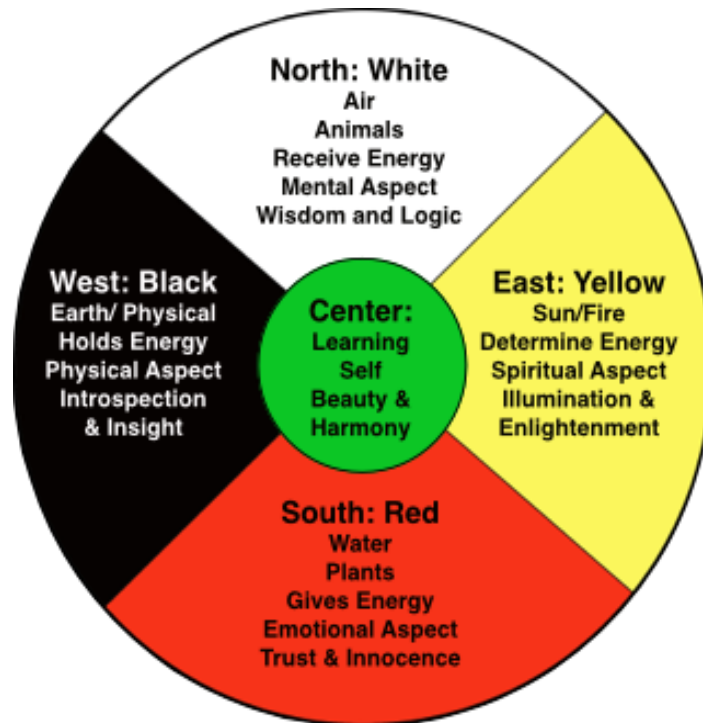 North: White
Air
Animals
Receive Energy
Mental Aspect
Wisdom and Logic
West: Black
Earth/ Physical
Holds Energy
Physical Aspect
Introspection
& Insight
Center:
Learning
Self
Beauty &
Harmony
East: Yellow
Sun/Fire
Determine Energy
Spiritual Aspect
Illumination &
Enlightenment
South: Red
Water
Plants
Gives Energy
Emotional Aspect
Trust & Innocence